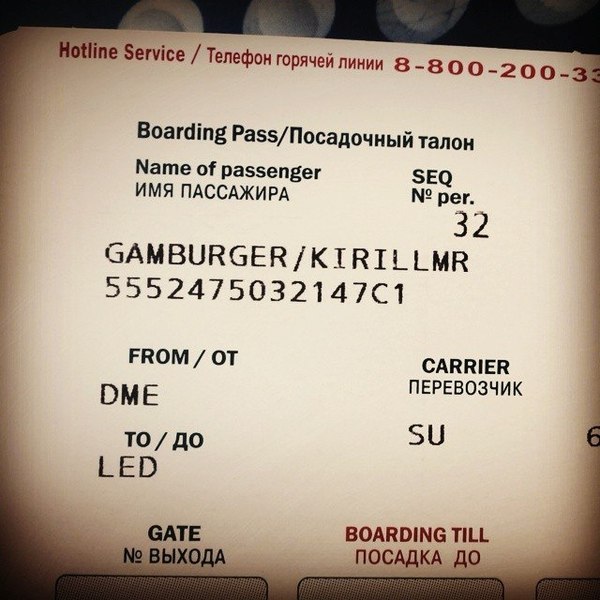 Hotline Service / Телефон горячей линии 8-800-200-33
Boarding Pass/Посадочный талон
Name of passenger
ИМЯ ПАССАЖИРА
SEQ
№ рег.
32
GAMBURGER/KIRILLMR
5552475032147C1
FROM / ОТ
DME
CARRIER
ПЕРЕВОЗЧИК
SU
6
TO / ДО
LED
GATE
№ ВЫХОДА
BOARDING TILL
ПОСАДКА ДО